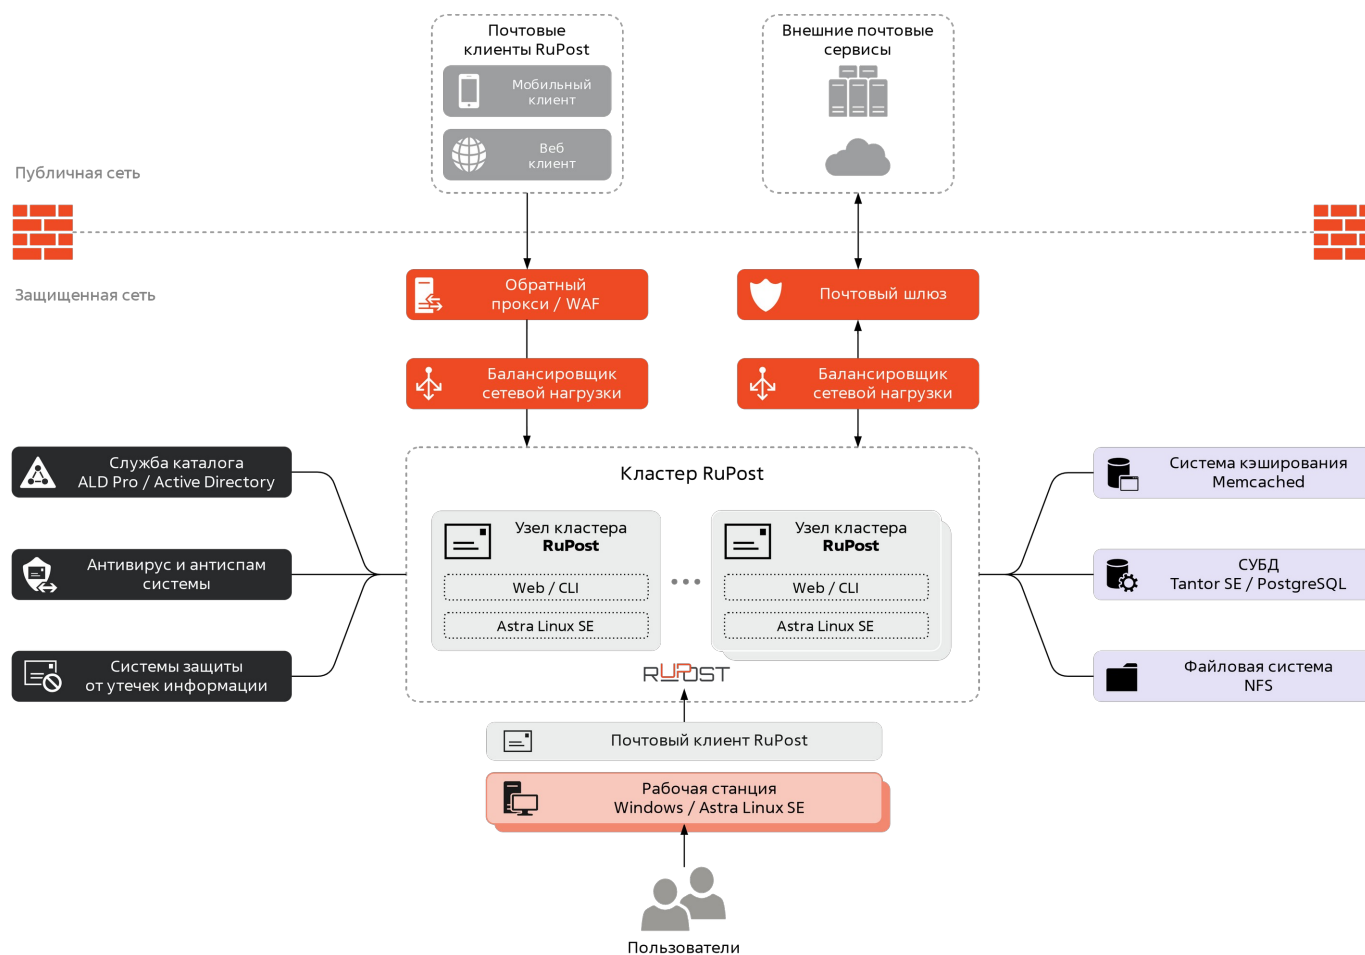 Почтовые
клиенты RuPost
Мобильный
клиент
Веб
клиент
Внешние почтовые
сервисы
Публичная сеть
Защищенная сеть
Обратный
прокси / WAF
Почтовый шлюз
Балансировщик
сетевой нагрузки
Балансировщик
сетевой нагрузки
Служба каталога
ALD Pro / Active Directory
Антивирус и антиспам
системы
Системы защиты
от утечек информации
Кластер RuPost
Узел кластера
RuPost
Web / CLI
Astra Linux SE
Узел кластера
RuPost
Web / CLI
Astra Linux SE
RUPOST
Система кэширования
Memcached
СУБД
Tantor SE / PostgreSQL
Файловая система
NFS
Почтовый клиент RuPost
Рабочая станция
Windows / Astra Linux SE
Пользователи